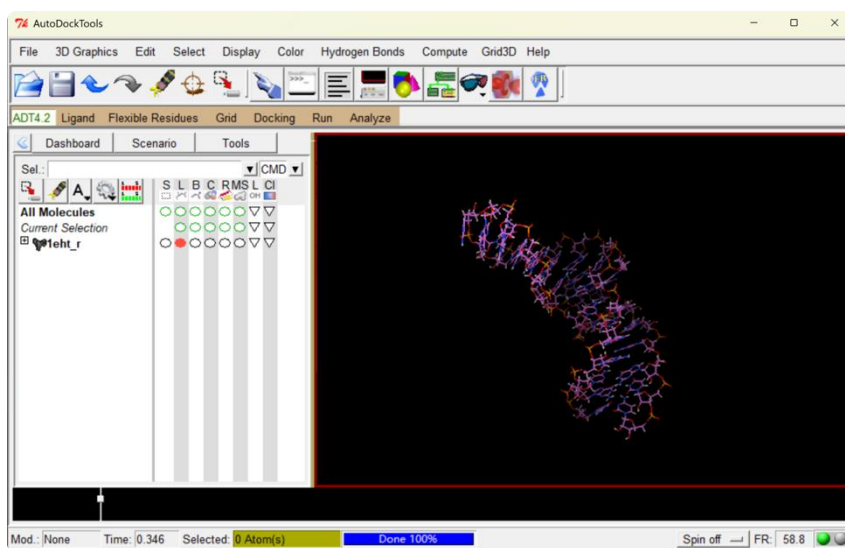 AutoDockTools
File 3D Graphics Edit Select Display Color Hydrogen Bonds Compute Grid3D Help
ADT4.2 Ligand Flexible Residues Grid Docking Run Analyze
Dashboard Scenario Tools
Sel.: CMD
A S L B C R MS L Cl
All Molecules
Current Selection
1eht_r
Mod.: None Time: 0.346 Selected: 0 Atom(s) Done 100% Spin off FR: 58.8